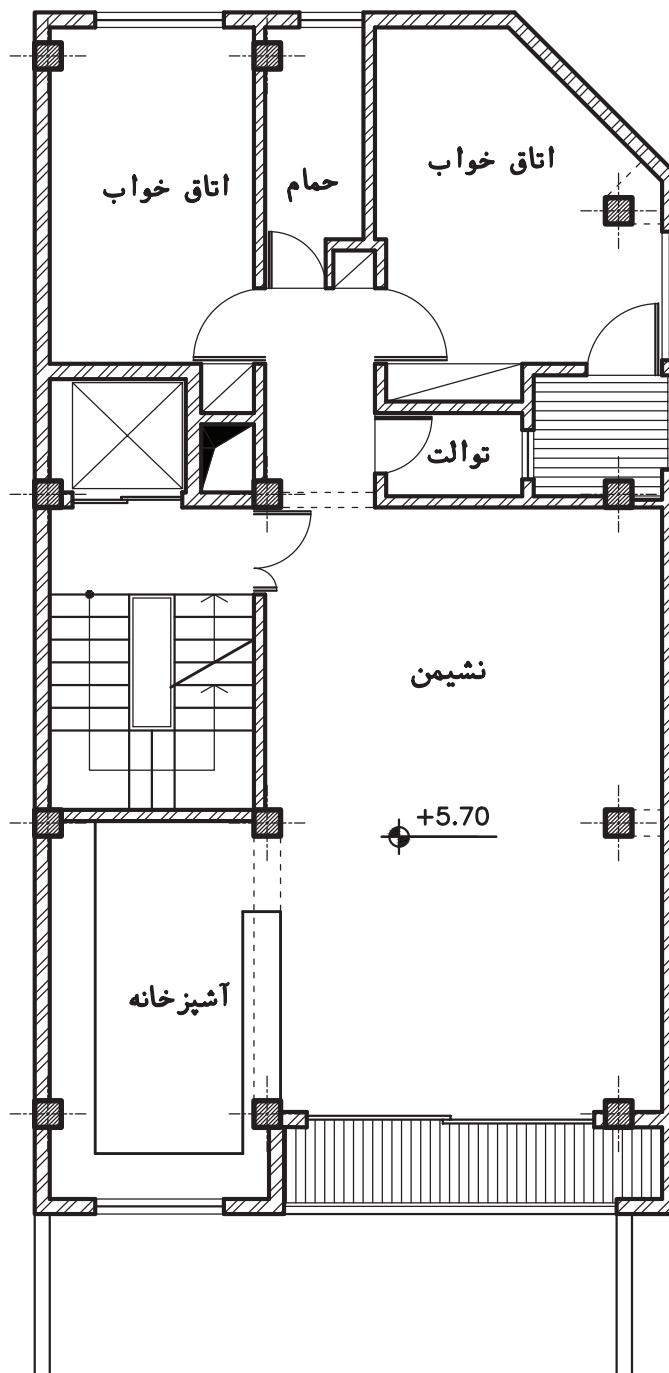 اتاق خواب
حمام
اتاق خواب
توالت
نشیمن
+5.70
آشپزخانه